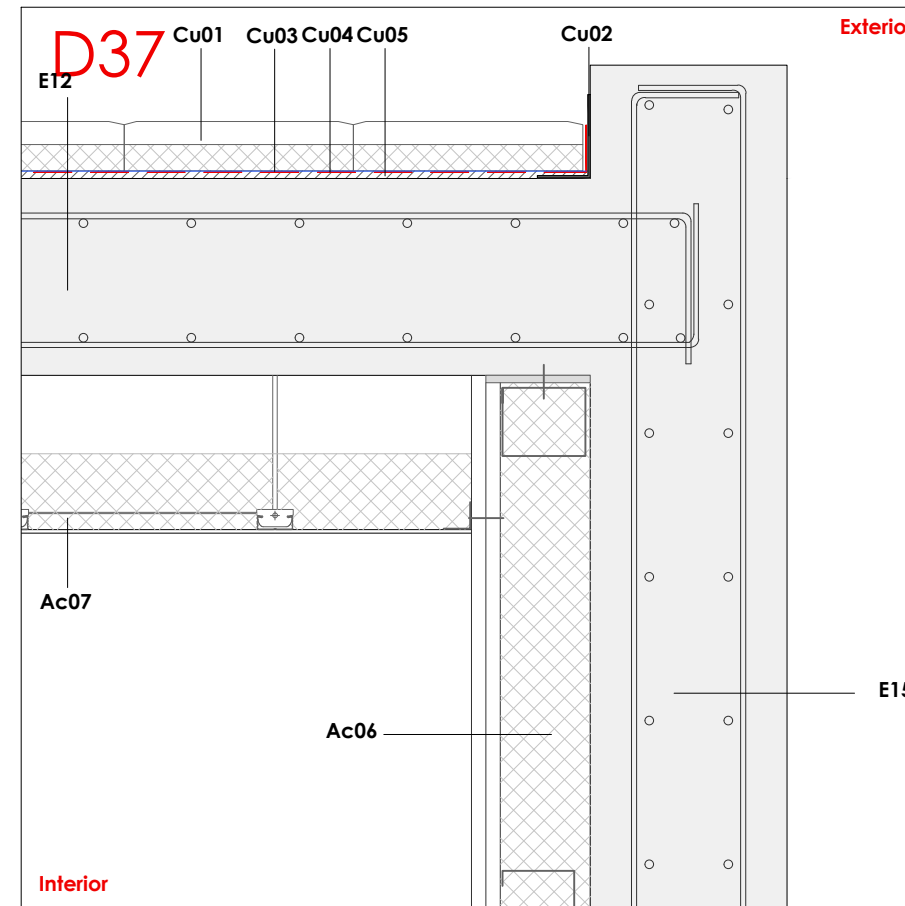 D37
Cu01
Cu03
Cu04
Cu05
Cu02
Exterio
E12
Ac07
E15
Ac06
Interior